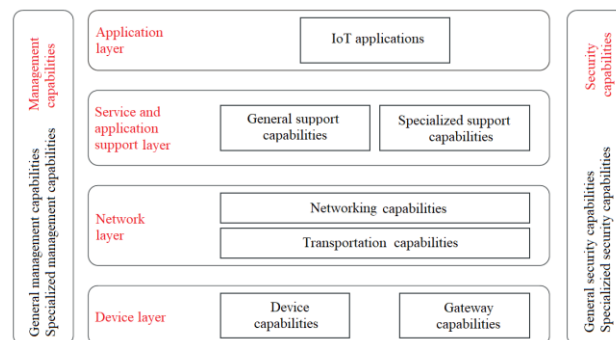 Management
capabilities
General management capabilities
Specialized management capabilities
Application
layer
IoT applications
Service and
application
support layer
General support
capabilities
Specialized support
capabilities
Network
layer
Networking capabilities
Transportation capabilities
Device layer
Device
capabilities
Gateway
capabilities
Security
capabilities
General security capabilities
Specializied security capabilities